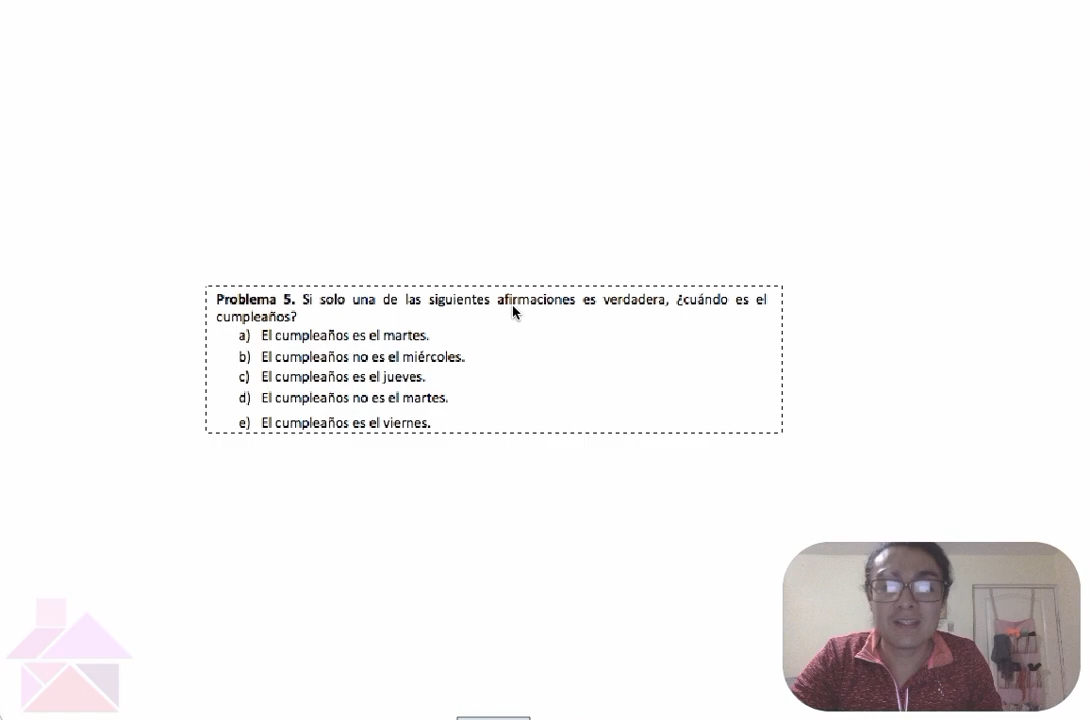 Problema 5. Si solo una de las siguientes afirmaciones es verdadera, ¿cuándo es el
cumpleaños?
a) El cumpleaños es el martes.
b) El cumpleaños no es el miércoles.
c) El cumpleaños es el jueves.
d) El cumpleaños no es el martes.
e) El cumpleaños es el viernes.